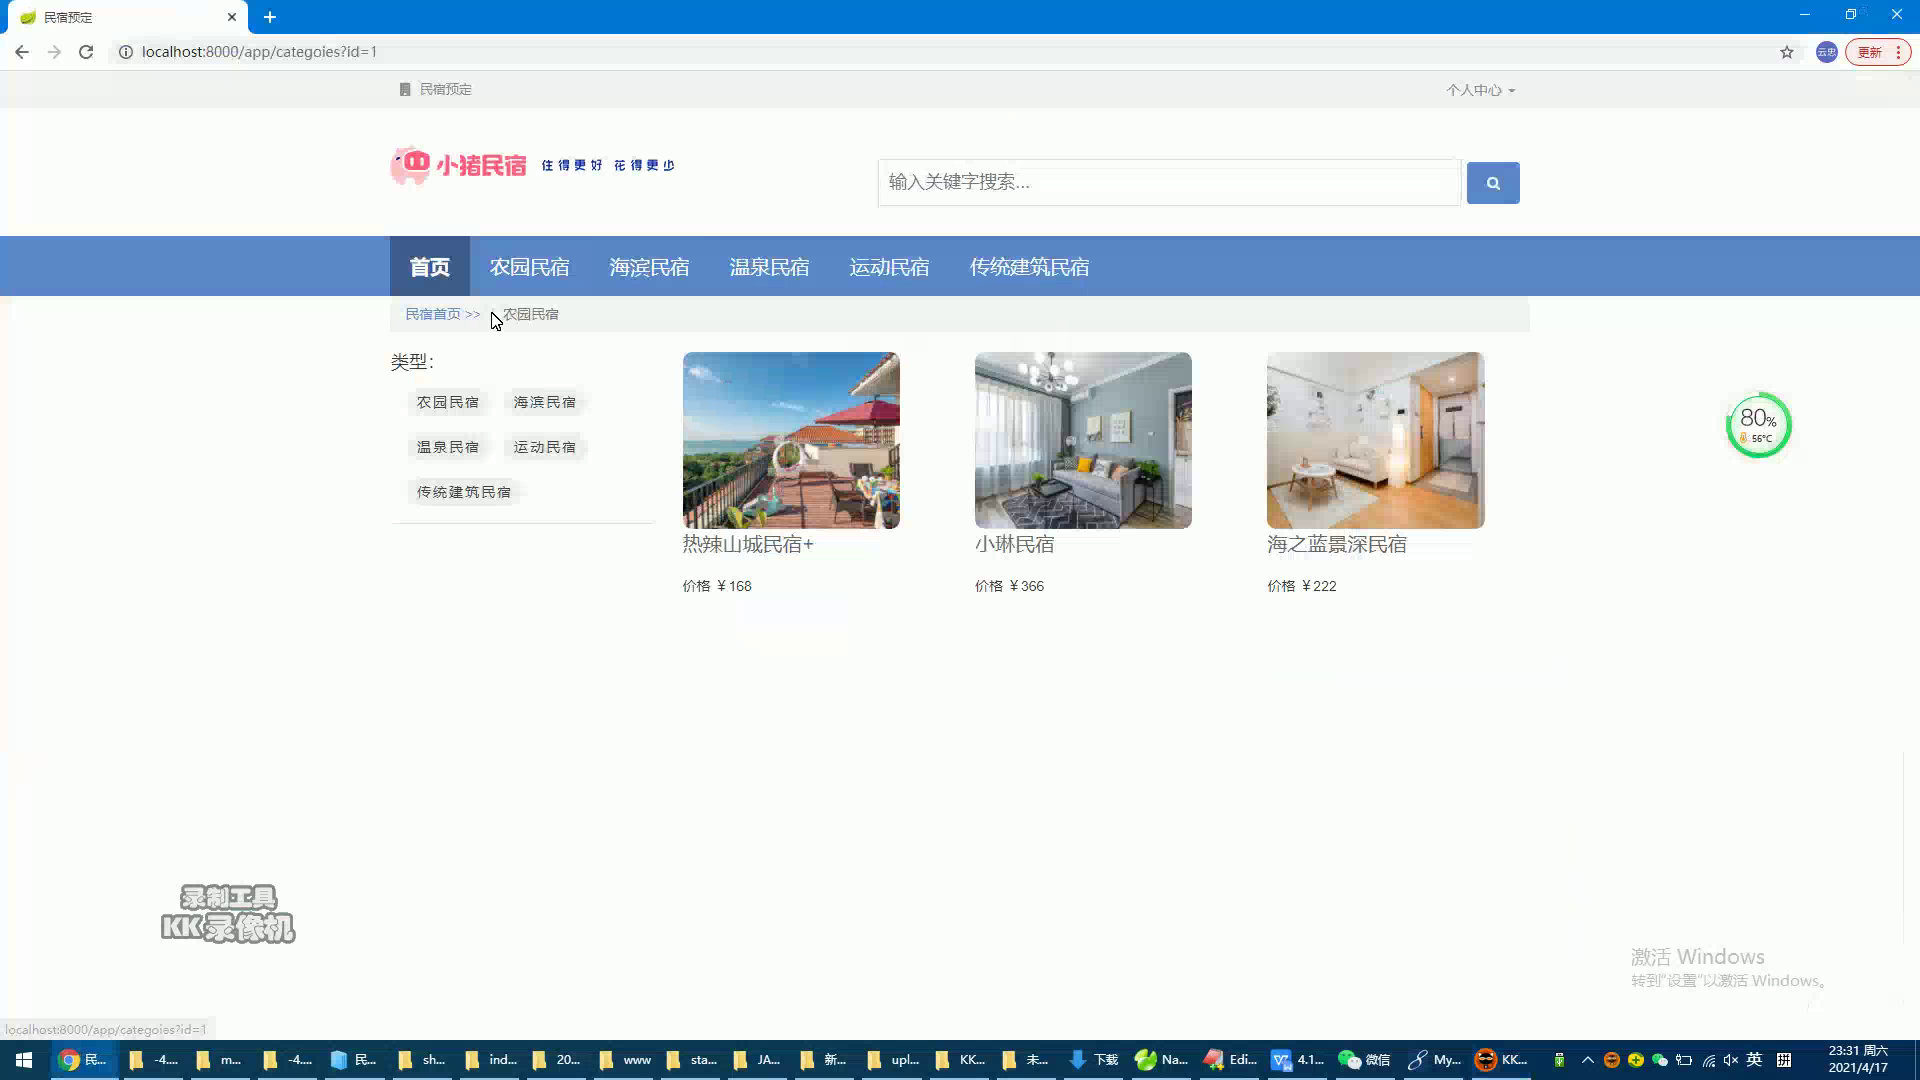 民宿预定
localhost:8000/app/categoies?id=1
云忠
更新
民宿预定
个人中心
小猪民宿 住得更好 花得更少
输入关键字搜索...
首页 农园民宿 海滨民宿 温泉民宿 运动民宿 传统建筑民宿
民宿首页 >> 农园民宿
类型:
农园民宿 海滨民宿
温泉民宿 运动民宿
传统建筑民宿
热辣山城民宿+ 小琳民宿 海之蓝景深民宿
价格 ¥168 价格 ¥366 价格 ¥222
80%
56°C
录制工具
KK录像机
激活 Windows
转到"设置"以激活 Windows。
localhost:8000/app/categoies?id=1
民... -4.... m... -4.... 民... sh... ind... 20... www sta... JA... 新... upl... KK... 未... 下载 Na... Edi... 4.1... 微信 My... KK... 英 拼
23:31 周六
2021/4/17